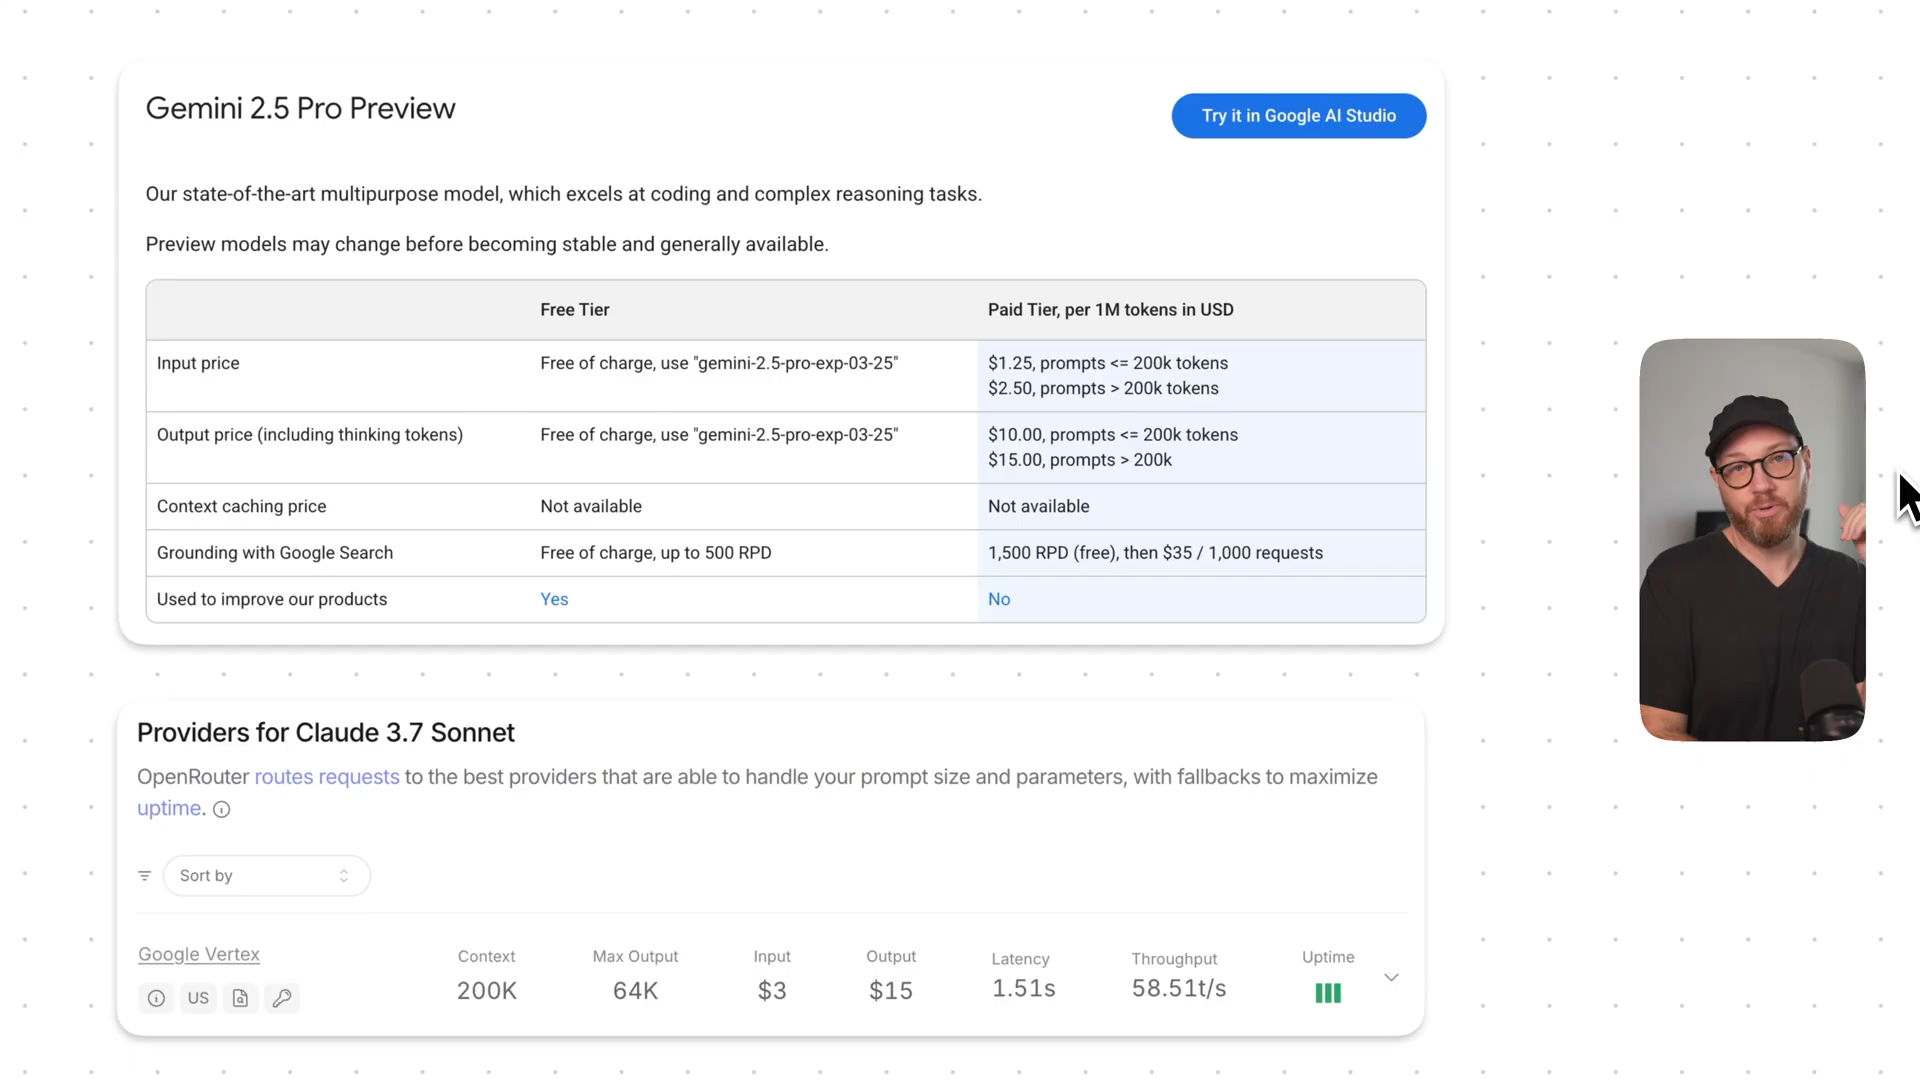 Gemini 2.5 Pro Preview
Try it in Google AI Studio
Our state-of-the-art multipurpose model, which excels at coding and complex reasoning tasks.
Preview models may change before becoming stable and generally available.
Free Tier
Paid Tier, per 1M tokens in USD
Input price
Free of charge, use "gemini-2.5-pro-exp-03-25"
$1.25, prompts <= 200k tokens
$2.50, prompts > 200k tokens
Output price (including thinking tokens)
Free of charge, use "gemini-2.5-pro-exp-03-25"
$10.00, prompts <= 200k tokens
$15.00, prompts > 200k
Context caching price
Not available
Not available
Grounding with Google Search
Free of charge, up to 500 RPD
1,500 RPD (free), then $35 / 1,000 requests
Used to improve our products
Yes
No
Providers for Claude 3.7 Sonnet
OpenRouter routes requests to the best providers that are able to handle your prompt size and parameters, with fallbacks to maximize
uptime.
Sort by
Google Vertex
US
Context
200K
Max Output
64K
Input
$3
Output
$15
Latency
1.51s
Throughput
58.51t/s
Uptime